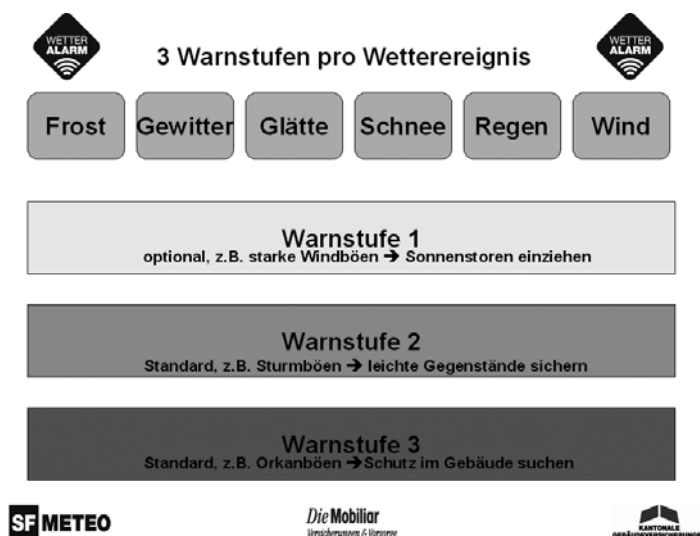 WETTER
ALARM
3 Warnstufen pro Wetterereignis
WETTER
ALARM
Frost Gewitter Glätte Schnee Regen Wind
Warnstufe 1
optional, z.B. starke Windböen ➔ Sonnenstoren einziehen
Warnstufe 2
Standard, z.B. Sturmböen ➔ leichte Gegenstände sichern
Warnstufe 3
Standard, z.B. Orkanböen ➔Schutz im Gebäude suchen
SF METEO
Die Mobiliar
Versicherungen & Vorsorge
KANTONALE